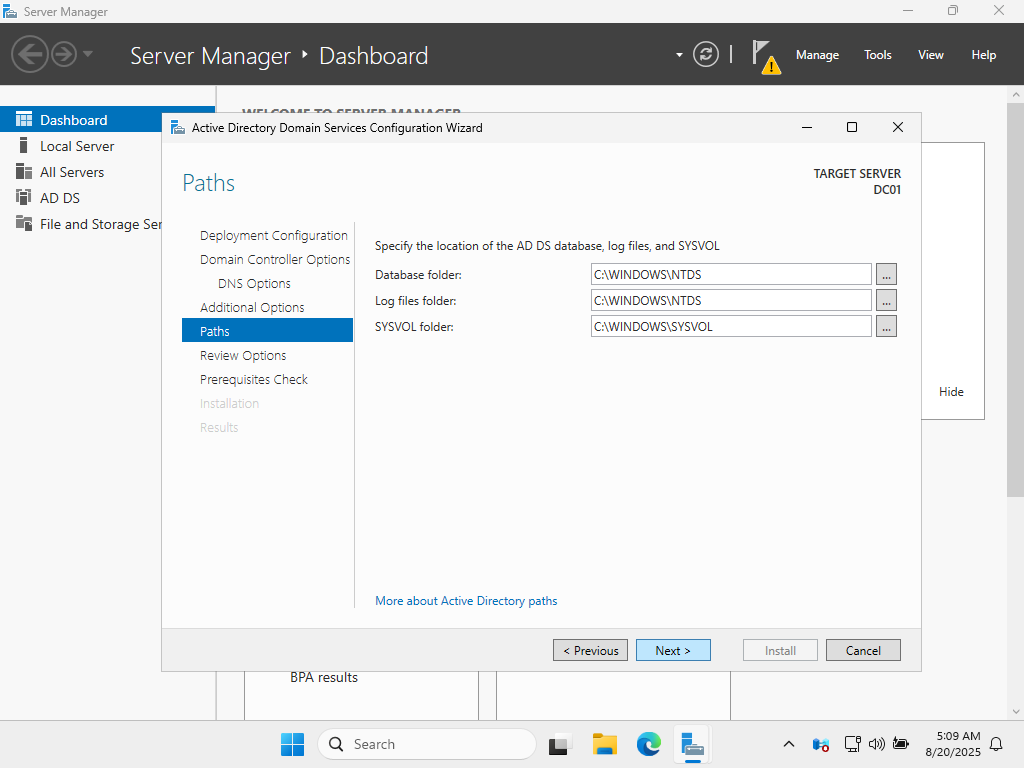 Server Manager
Server Manager
Dashboard
Manage
Tools
View
Help
Dashboard
Local Server
All Servers
AD DS
File and Storage Ser
WELCOME TO SERVER MANAGER
Active Directory Domain Services Configuration Wizard
Paths
TARGET SERVER
DC01
Deployment Configuration
Domain Controller Options
DNS Options
Additional Options
Paths
Review Options
Prerequisites Check
Installation
Results
Specify the location of the AD DS database, log files, and SYSVOL
Database folder:
C:\WINDOWS\NTDS
...
Log files folder:
C:\WINDOWS\NTDS
...
SYSVOL folder:
C:\WINDOWS\SYSVOL
...
More about Active Directory paths
< Previous
Next >
Install
Cancel
Hide
BPA results
Search
5:09 AM
8/20/2025